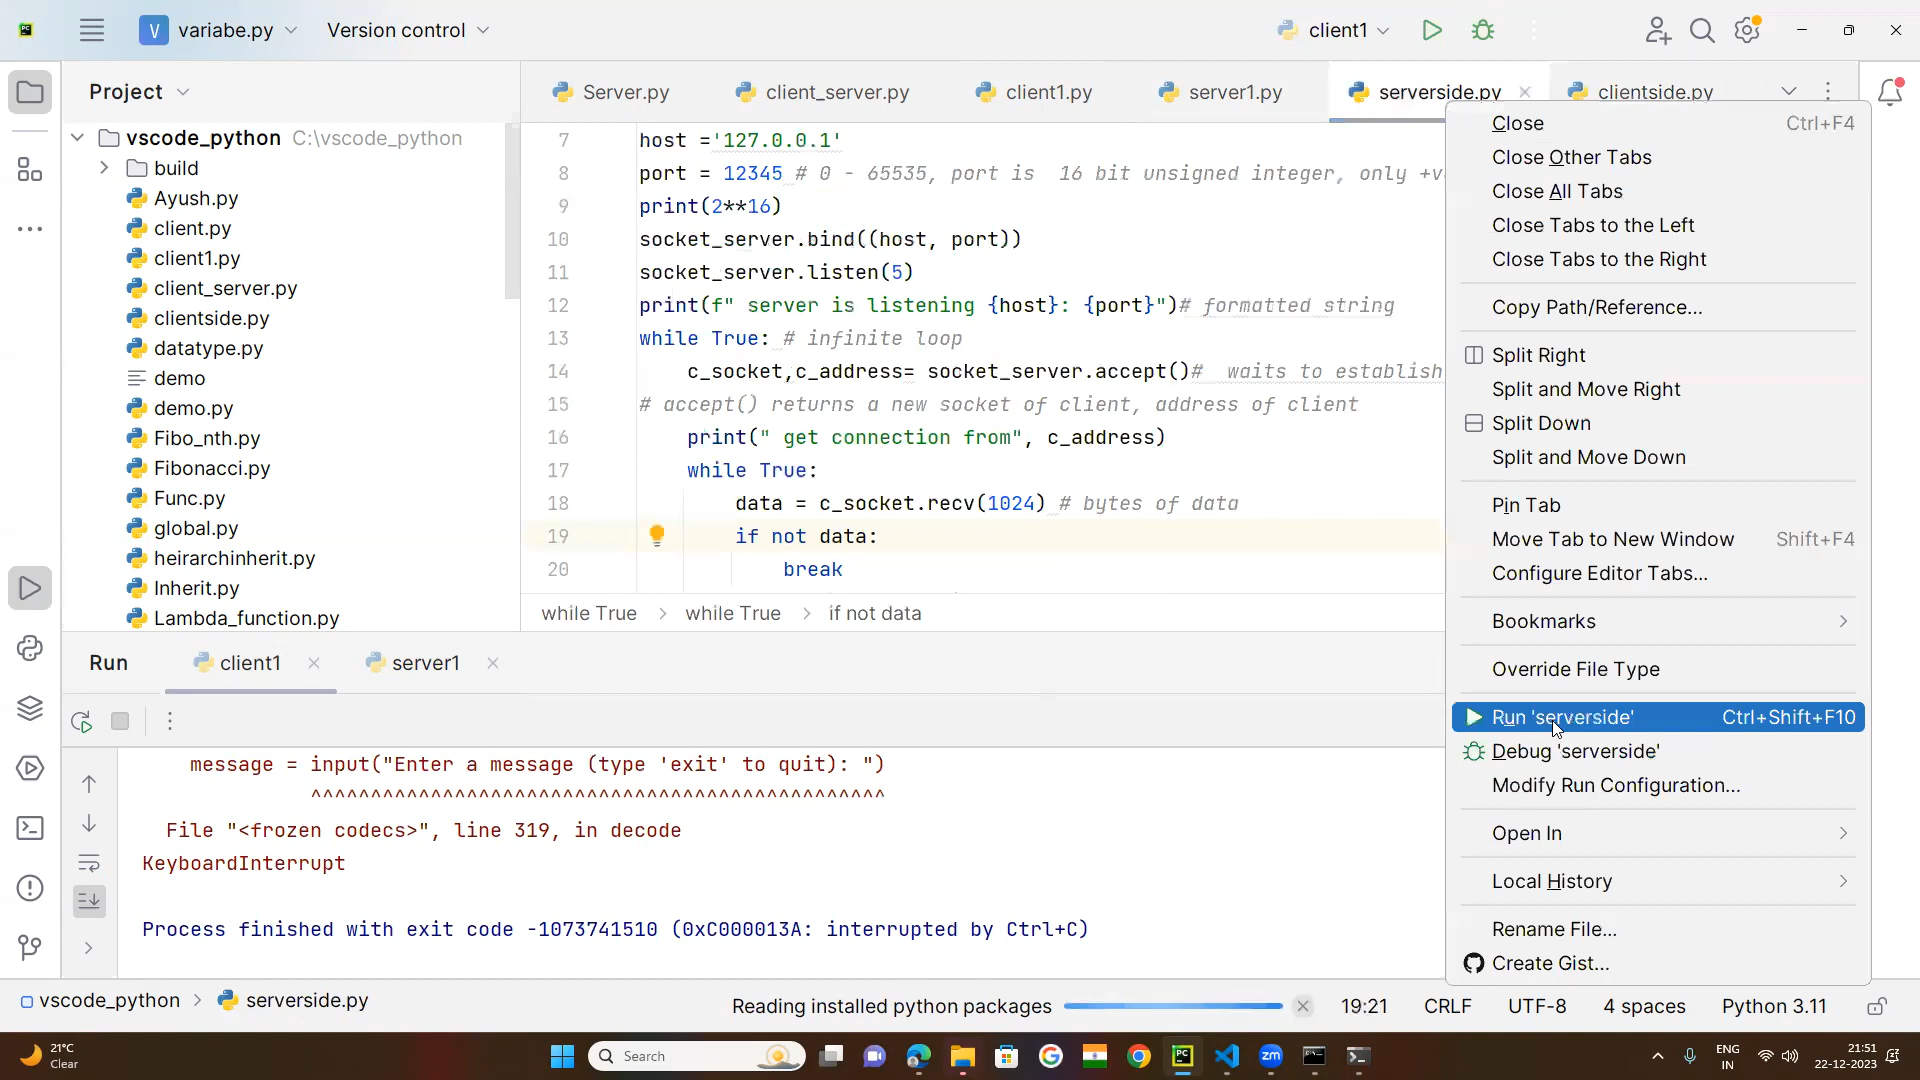 PC
V variabe.py
Version control
client1
Project
Server.py
client_server.py
client1.py
server1.py
serverside.py
clientside.py
vscode_python C:\vscode_python
build
Ayush.py
client.py
client1.py
client_server.py
clientside.py
datatype.py
demo
demo.py
Fibo_nth.py
Fibonacci.py
Func.py
global.py
heirarchinherit.py
Inherit.py
Lambda_function.py
7 host ='127.0.0.1'
8 port = 12345 # 0 - 65535, port is 16 bit unsigned integer, only +v
9 print(2**16)
10 socket_server.bind((host, port))
11 socket_server.listen(5)
12 print(f" server is listening {host}: {port}")# formatted string
13 while True: # infinite loop
14 c_socket,c_address= socket_server.accept()# waits to establish
15 # accept() returns a new socket of client, address of client
16 print(" get connection from", c_address)
17 while True:
18 data = c_socket.recv(1024) # bytes of data
19 if not data:
20 break
while True > while True > if not data
Close Ctrl+F4
Close Other Tabs
Close All Tabs
Close Tabs to the Left
Close Tabs to the Right
Copy Path/Reference...
Split Right
Split and Move Right
Split Down
Split and Move Down
Pin Tab
Move Tab to New Window Shift+F4
Configure Editor Tabs...
Bookmarks
Override File Type
Run 'serverside' Ctrl+Shift+F10
Debug 'serverside'
Modify Run Configuration...
Open In
Local History
Rename File...
Create Gist...
Run
client1
server1
message = input("Enter a message (type 'exit' to quit): ")
^^^^^^^^^^^^^^^^^^^^^^^^^^^^^^^^^^^^^^^^^^^^^^^^
File "<frozen codecs>", line 319, in decode
KeyboardInterrupt
Process finished with exit code -1073741510 (0xC000013A: interrupted by Ctrl+C)
vscode_python > serverside.py
Reading installed python packages
19:21
CRLF
UTF-8
4 spaces
Python 3.11
21°C
Clear
Search
PC
zm
ENG
IN
21:51
22-12-2023